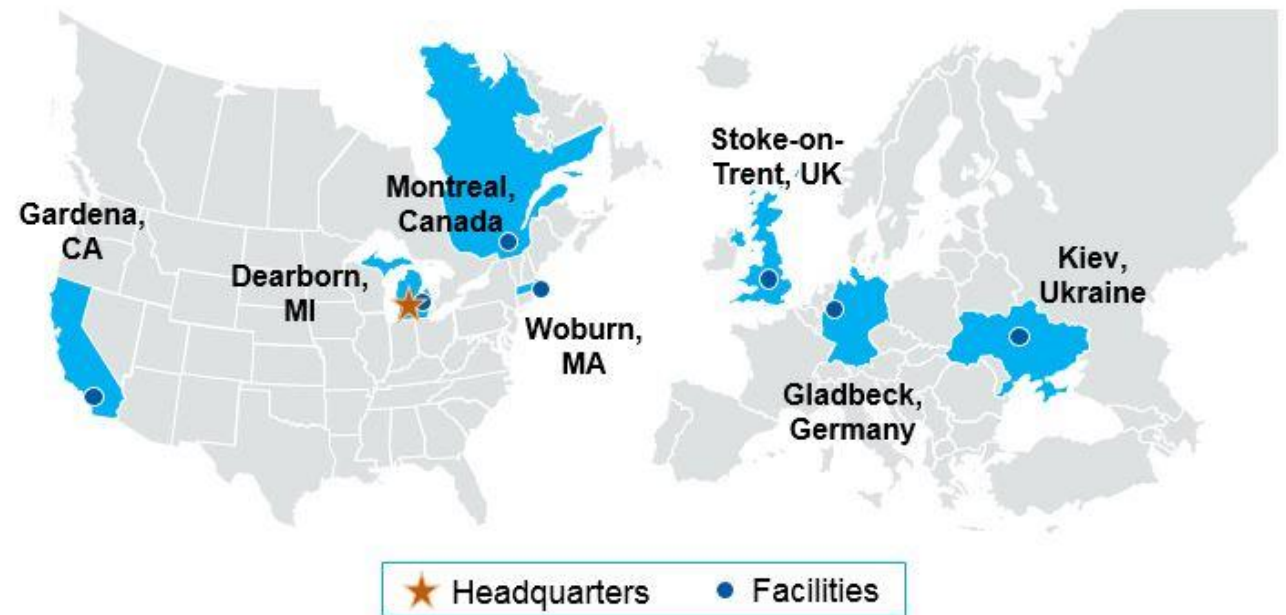 Gardena,
CA
Dearborn,
MI
Montreal,
Canada
Woburn,
MA
Stoke-on-
Trent, UK
Gladbeck,
Germany
Kiev,
Ukraine
Headquarters
Facilities